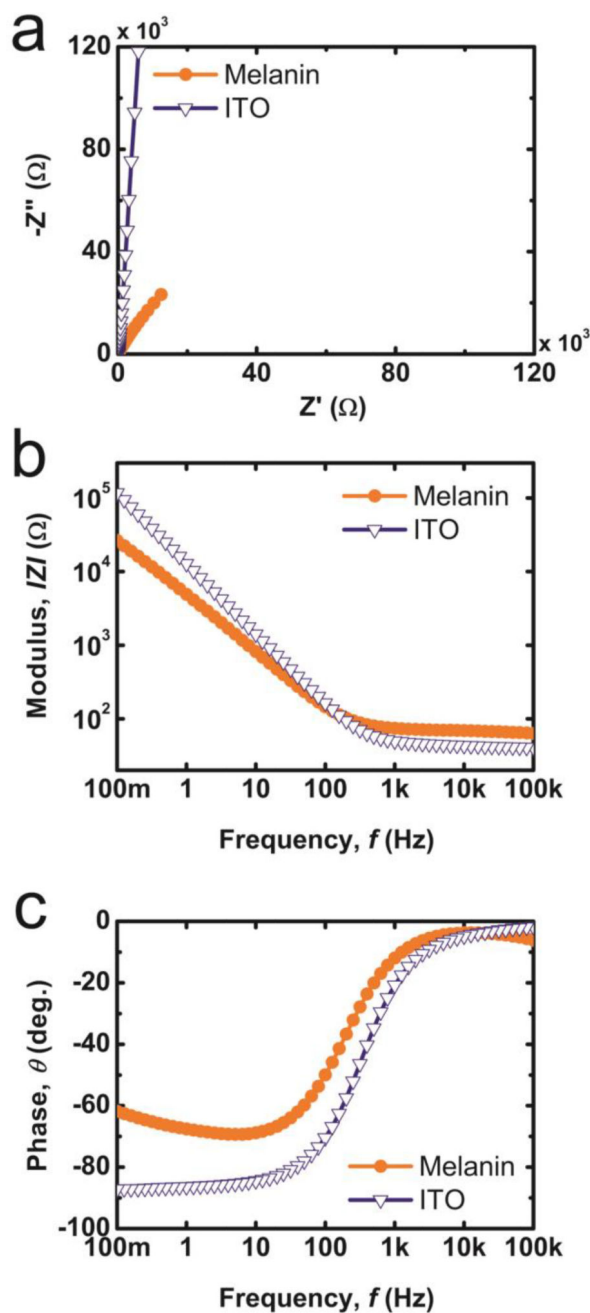 a
x 10³
120
Melanin
ITO
80
-Z" (Ω)
40
x 10³
0
0 40 80 120
Z' (Ω)
b
10⁵
Melanin
ITO
10⁴
Modulus, IZI (Ω)
10³
10²
100m 1 10 100 1k 10k 100k
Frequency, f (Hz)
c
0
-20
-40
Phase, θ (deg.)
-60
-80
Melanin
ITO
-100
100m 1 10 100 1k 10k 100k
Frequency, f (Hz)